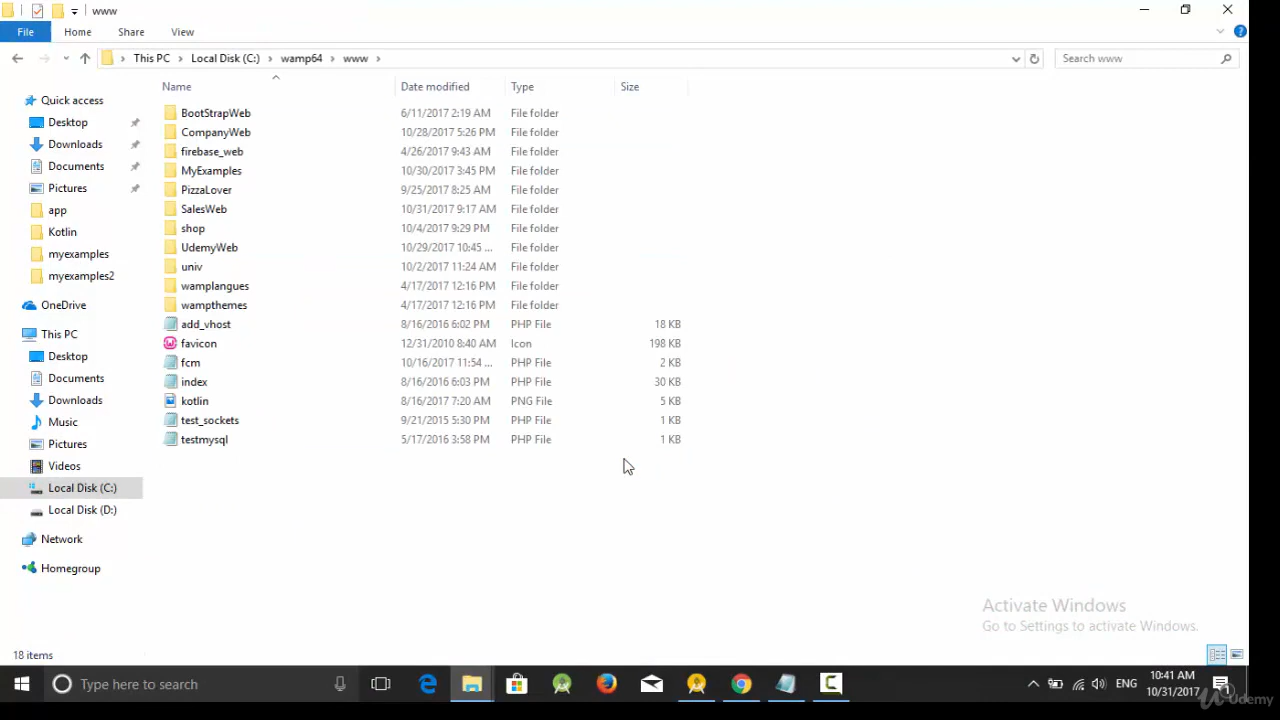 www
File Home Share View
This PC Local Disk (C:) wamp64 www Search www
Name Date modified Type Size
Quick access
Desktop
Downloads
Documents
Pictures
app
Kotlin
myexamples
myexamples2
OneDrive
This PC
Desktop
Documents
Downloads
Music
Pictures
Videos
Local Disk (C:)
Local Disk (D:)
Network
Homegroup
BootStrapWeb 6/11/2017 2:19 AM File folder
CompanyWeb 10/28/2017 5:26 PM File folder
firebase_web 4/26/2017 9:43 AM File folder
MyExamples 10/30/2017 3:45 PM File folder
PizzaLover 9/25/2017 8:25 AM File folder
SalesWeb 10/31/2017 9:17 AM File folder
shop 10/4/2017 9:29 PM File folder
UdemyWeb 10/29/2017 10:45 ... File folder
univ 10/2/2017 11:24 AM File folder
wamplangues 4/17/2017 12:16 PM File folder
wampthemes 4/17/2017 12:16 PM File folder
add_vhost 8/16/2016 6:02 PM PHP File 18 KB
favicon 12/31/2010 8:40 AM Icon 198 KB
fcm 10/16/2017 11:54 ... PHP File 2 KB
index 8/16/2016 6:03 PM PHP File 30 KB
kotlin 8/16/2017 7:20 AM PNG File 5 KB
test_sockets 9/21/2015 5:30 PM PHP File 1 KB
testmysql 5/17/2016 3:58 PM PHP File 1 KB
Activate Windows
Go to Settings to activate Windows.
18 items
Type here to search
ENG
10:41 AM
10/31/2017
Udemy